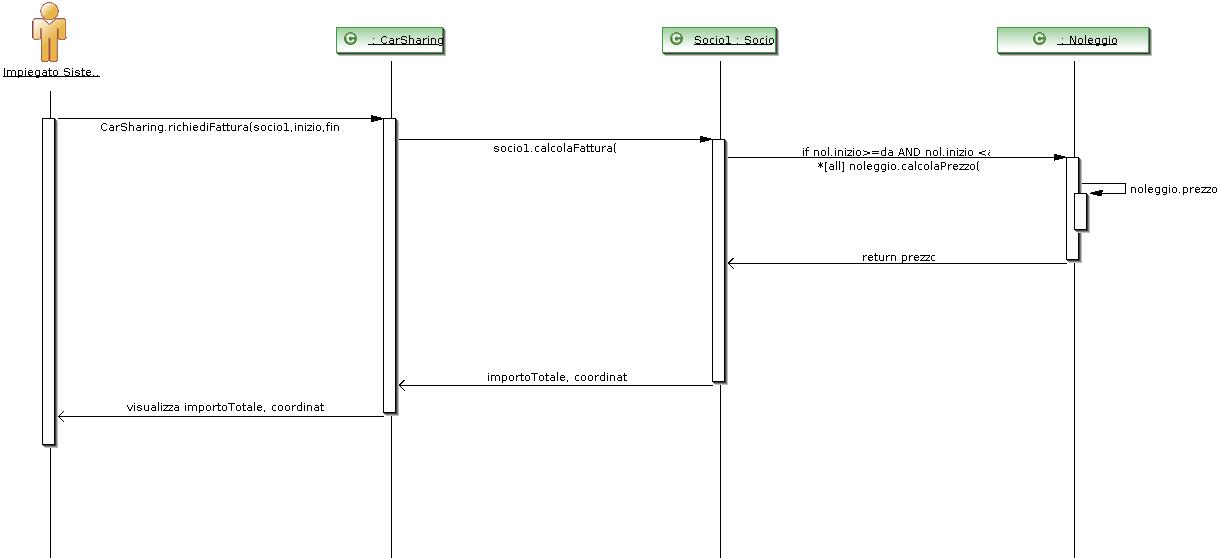 Impiegato Siste..
C : CarSharing
C Socio1 : Socio
C : Noleggio
CarSharing.richiediFattura(socio1,inizio,fin
socio1.calcolaFattura(
if nol.inizio>=da AND nol.inizio <a
*[all] noleggio.calcolaPrezzo(
noleggio.prezzo
return prezzo
importoTotale, coordinat
visualizza importoTotale, coordinat